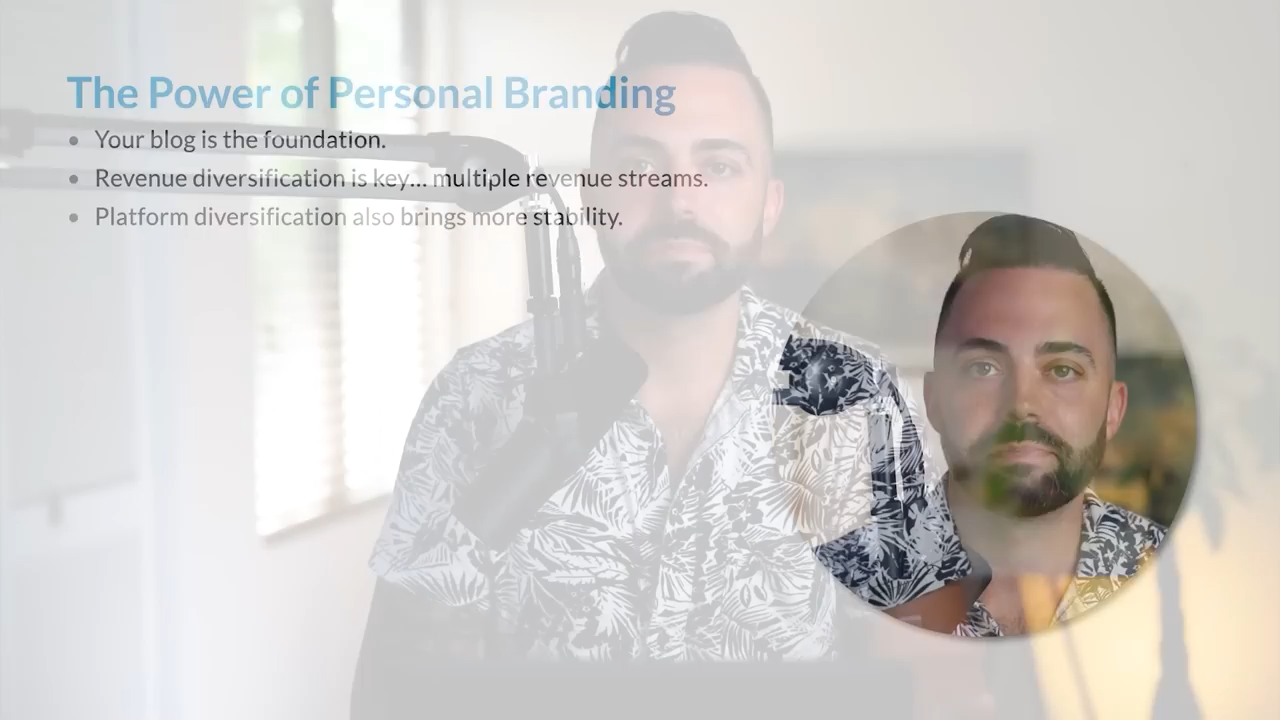 The Power of Personal Branding
• Your blog is the foundation.
• Revenue diversification is key... multiple revenue streams.
• Platform diversification also brings more stability.